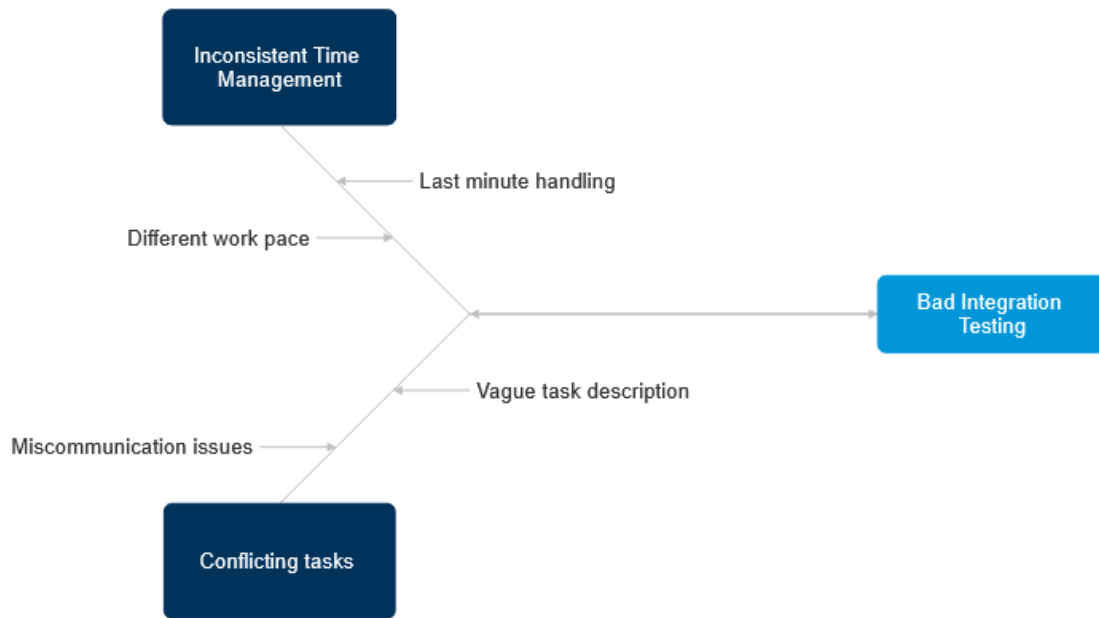 Inconsistent Time
Management
Last minute handling
Different work pace
Bad Integration
Testing
Vague task description
Miscommunication issues
Conflicting tasks